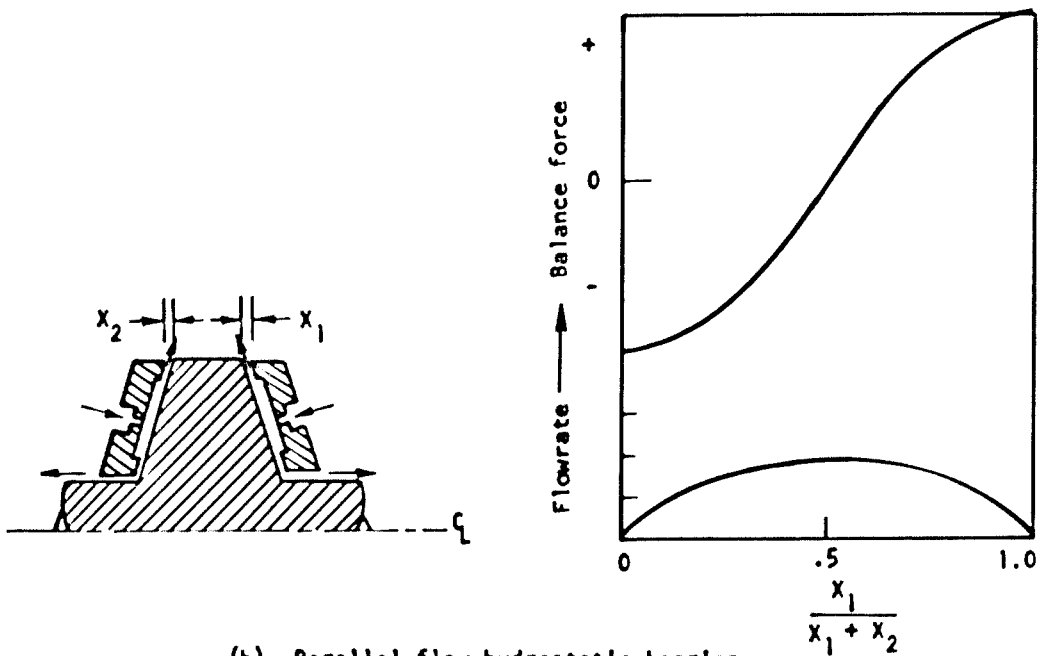 X2
X1
℄
Flowrate → Balance force
+
0
-
0
.5
1.0
X1
X1 + X2
(b) Parallel flow hydrostatic bearing